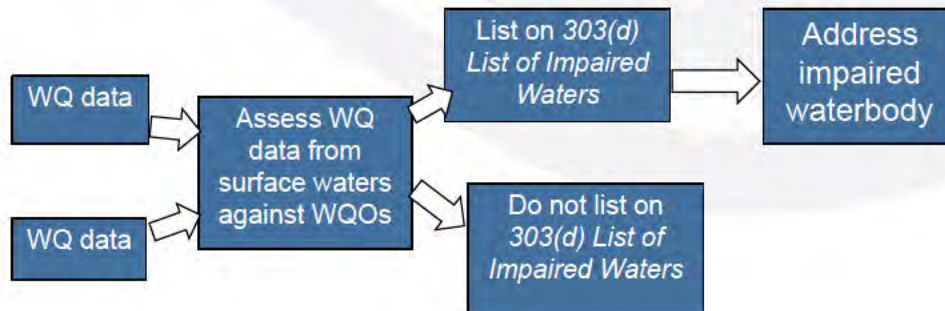 WQ data
WQ data
Assess WQ
data from
surface waters
against WQOs
List on 303(d)
List of Impaired
Waters
Do not list on
303(d) List of
Impaired Waters
Address
impaired
waterbody